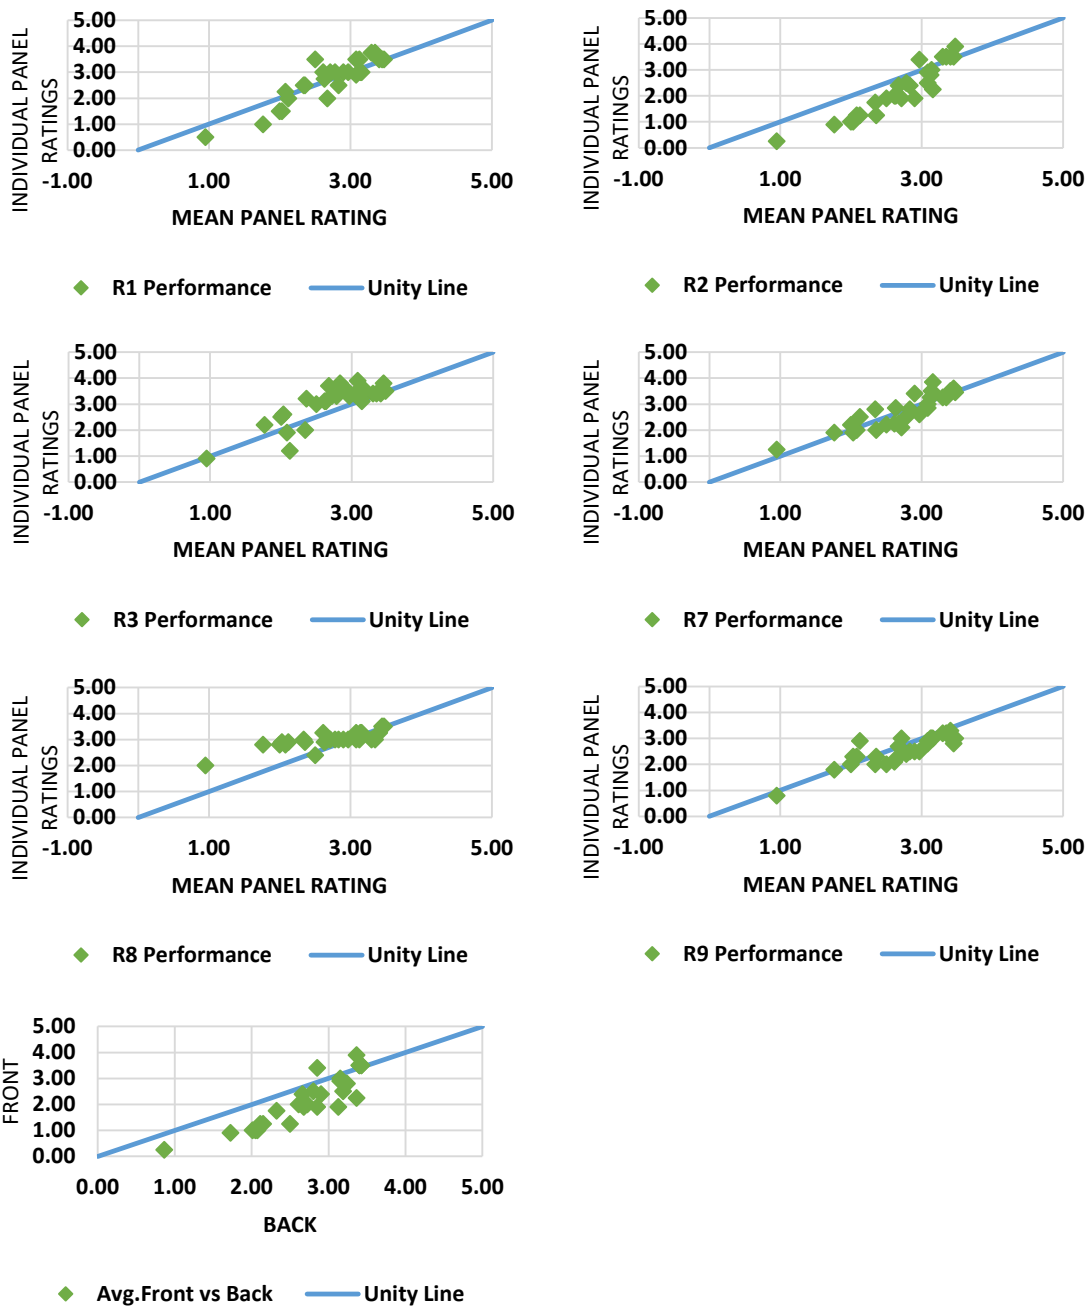 5.00
4.00
3.00
2.00
1.00
0.00
-1.00 1.00 3.00 5.00
INDIVIDUAL PANEL
RATINGS
MEAN PANEL RATING
R1 Performance Unity Line
5.00
4.00
3.00
2.00
1.00
0.00
-1.00 1.00 3.00 5.00
INDIVIDUAL PANEL
RATINGS
MEAN PANEL RATING
R2 Performance Unity Line
5.00
4.00
3.00
2.00
1.00
0.00
-1.00 1.00 3.00 5.00
INDIVIDUAL PANEL
RATINGS
MEAN PANEL RATING
R3 Performance Unity Line
5.00
4.00
3.00
2.00
1.00
0.00
-1.00 1.00 3.00 5.00
INDIVIDUAL PANEL
RATINGS
MEAN PANEL RATING
R7 Performance Unity Line
5.00
4.00
3.00
2.00
1.00
0.00
-1.00 1.00 3.00 5.00
INDIVIDUAL PANEL
RATINGS
MEAN PANEL RATING
R8 Performance Unity Line
5.00
4.00
3.00
2.00
1.00
0.00
-1.00 1.00 3.00 5.00
INDIVIDUAL PANEL
RATINGS
MEAN PANEL RATING
R9 Performance Unity Line
5.00
4.00
3.00
2.00
1.00
0.00
0.00 1.00 2.00 3.00 4.00 5.00
FRONT
BACK
Avg.Front vs Back Unity Line